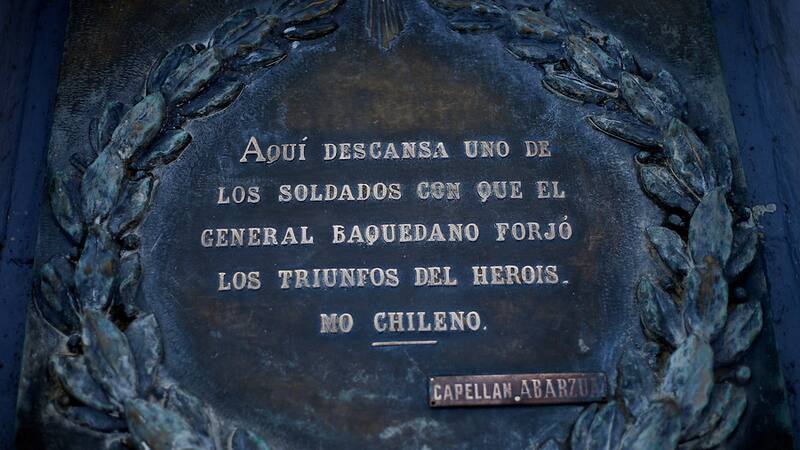 AQUÍ DESCANSA UNO DE
LOS SOLDADOS CON QUE EL
GENERAL BAQUEDANO FORJÓ
LOS TRIUNFOS DEL HEROIS.
MO CHILENO.
CAPELLAN. ABARZUA